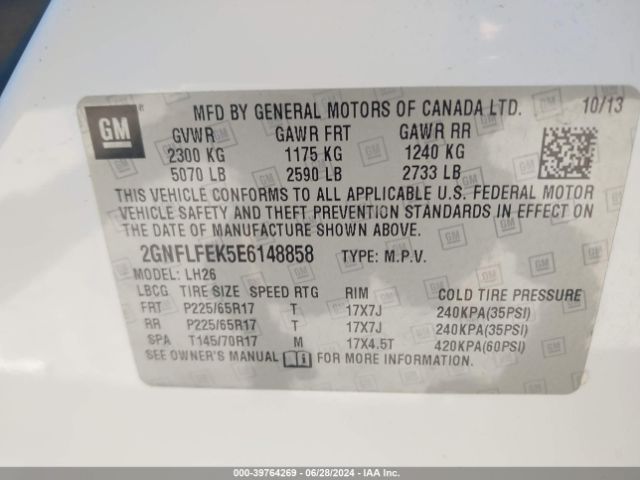 GM ® MFD BY GENERAL MOTORS OF CANADA LTD. 10/13
GVWR GAWR FRT GAWR RR
2300 KG 1175 KG 1240 KG
5070 LB 2590 LB 2733 LB
THIS VEHICLE CONFORMS TO ALL APPLICABLE U.S. FEDERAL MOTOR
VEHICLE SAFETY AND THEFT PREVENTION STANDARDS IN EFFECT ON
THE DATE OF MANUFACTURE SHOWN ABOVE.
2GNFLFEK5E6148858 TYPE: M.P.V.
MODEL: LH26
LBCG TIRE SIZE SPEED RTG RIM COLD TIRE PRESSURE
FRT P225/65R17 T 17X7J 240KPA(35PSI)
RR P225/65R17 T 17X7J 240KPA(35PSI)
SPA T145/70R17 M 17X4.5T 420KPA(60PSI)
SEE OWNER'S MANUAL FOR MORE INFORMATION.
000-39764269 - 06/28/2024 - IAA Inc.